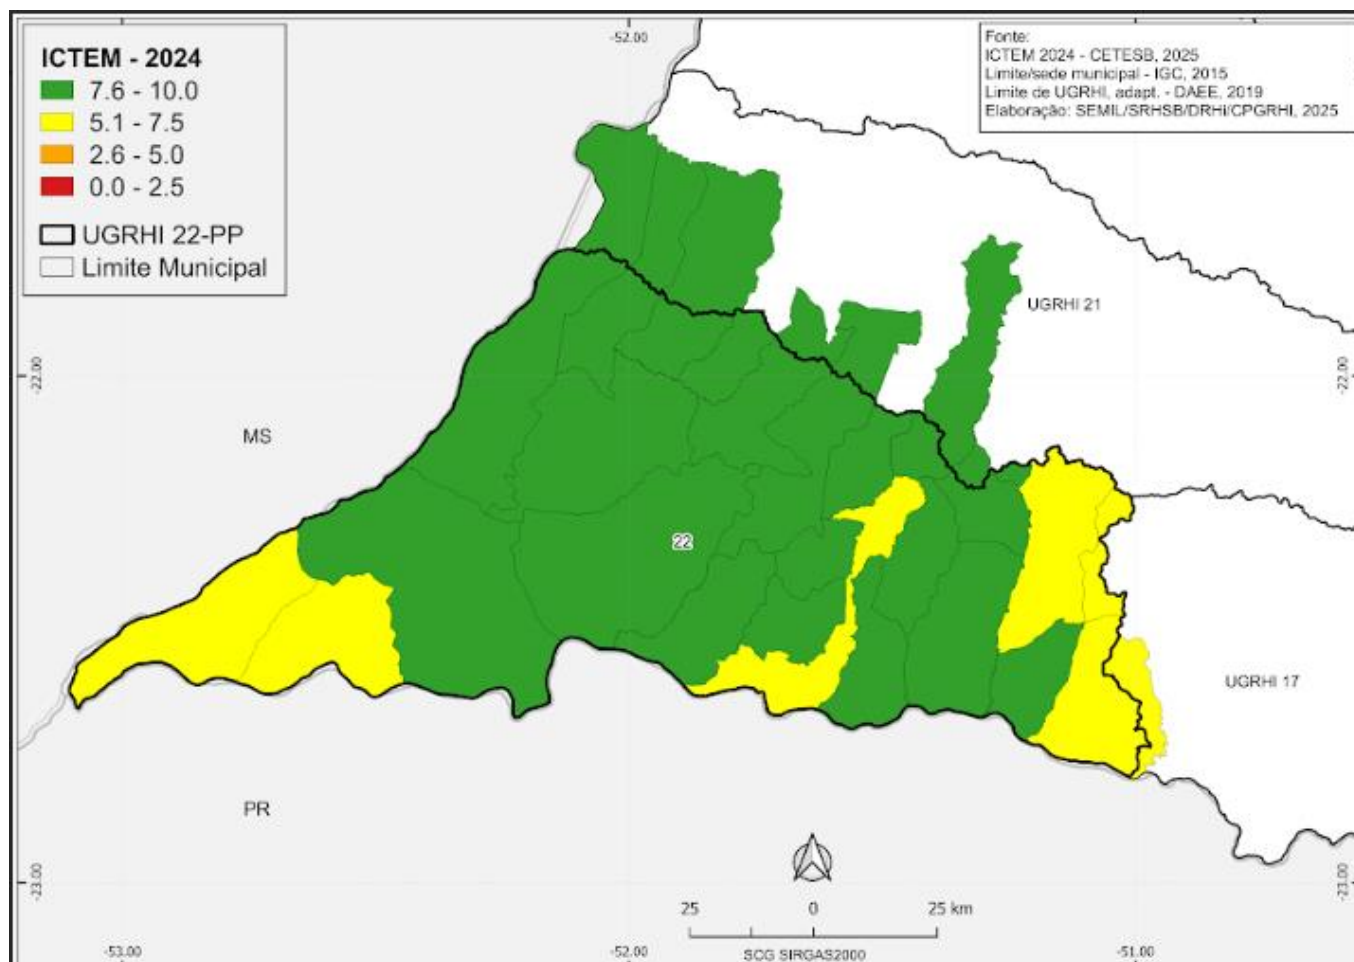 ICTEM - 2024
7.6 - 10.0
5.1 - 7.5
2.6 - 5.0
0.0 - 2.5
UGRHI 22-PP
Limite Municipal
-52.00
Fonte:
ICTEM 2024 - CETESB, 2025
Limite/sede municipal - IGC, 2015
Limite de UGRHI, adapt. - DAEE, 2019
Elaboração: SEMIL/SRHSB/DRHi/CPGRHI, 2025
UGRHI 21
-22.00
-22.00
MS
22
UGRHI 17
PR
-23.00
-23.00
25 0 25 km
-53.00
-52.00
SCG SIRGAS2000
-51.00